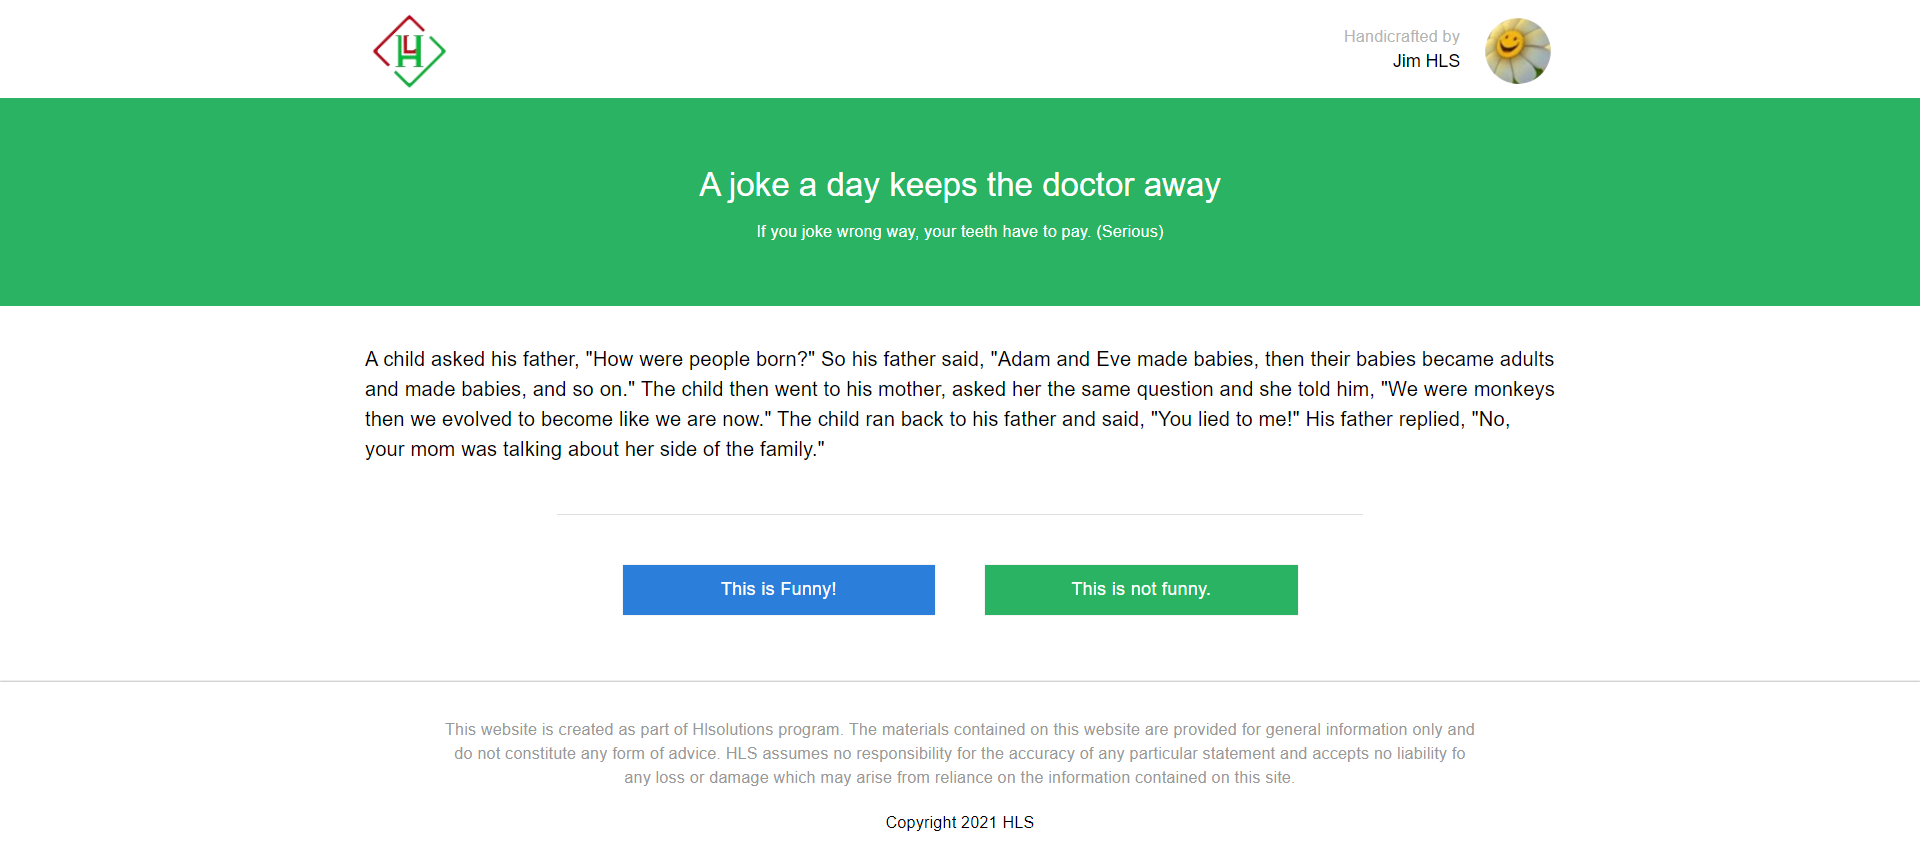 HLH
Handicrafted by
Jim HLS
A joke a day keeps the doctor away
If you joke wrong way, your teeth have to pay. (Serious)
A child asked his father, "How were people born?" So his father said, "Adam and Eve made babies, then their babies became adults
and made babies, and so on." The child then went to his mother, asked her the same question and she told him, "We were monkeys
then we evolved to become like we are now." The child ran back to his father and said, "You lied to me!" His father replied, "No,
your mom was talking about her side of the family."
This is Funny!
This is not funny.
This website is created as part of Hlsolutions program. The materials contained on this website are provided for general information only and
do not constitute any form of advice. HLS assumes no responsibility for the accuracy of any particular statement and accepts no liability fo
any loss or damage which may arise from reliance on the information contained on this site.
Copyright 2021 HLS